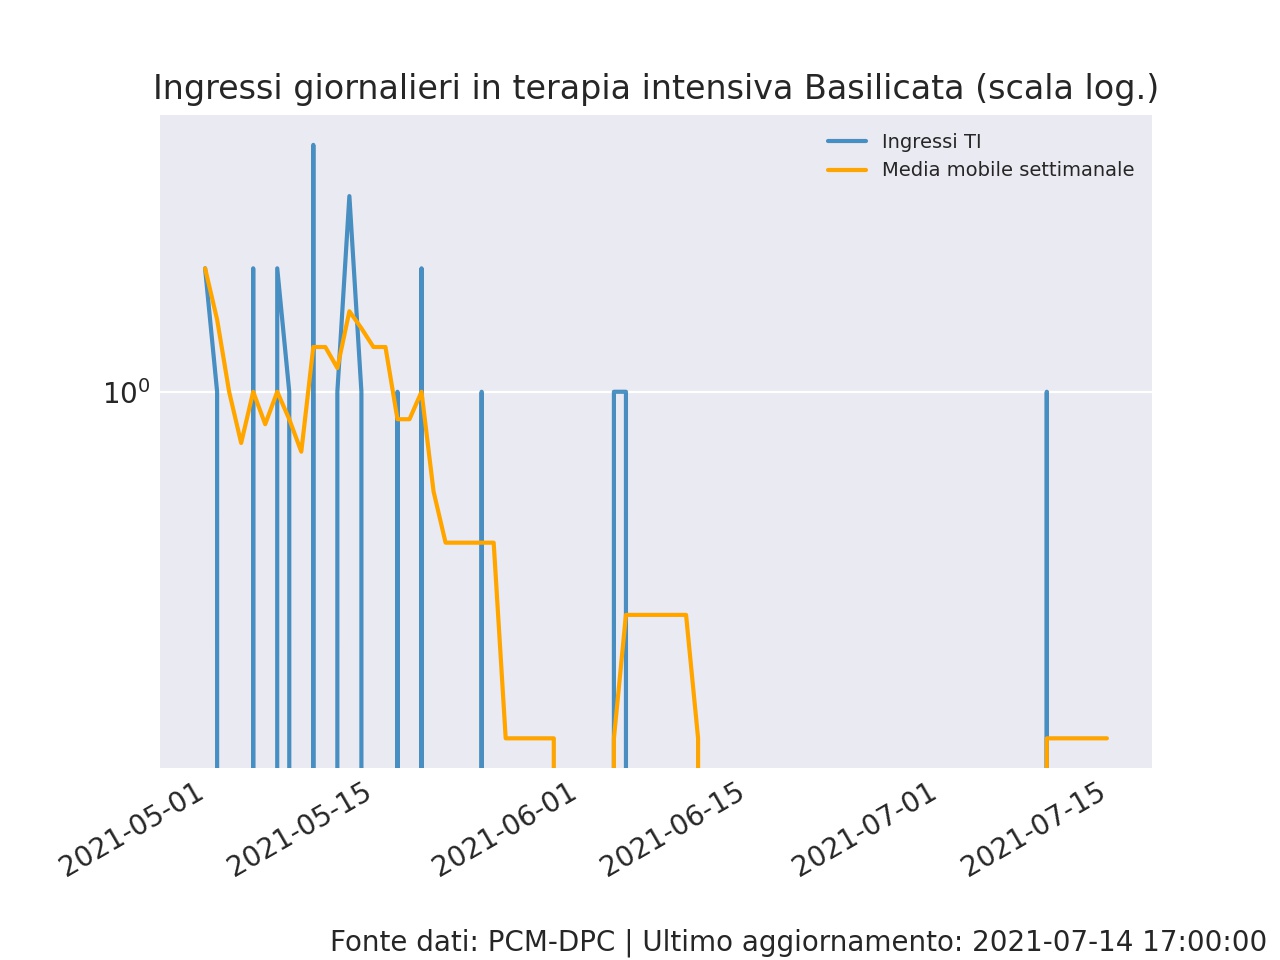 Ingressi giornalieri in terapia intensiva Basilicata (scala log.)
Ingressi TI
Media mobile settimanale
10⁰
2021-05-01
2021-05-15
2021-06-01
2021-06-15
2021-07-01
2021-07-15
Fonte dati: PCM-DPC | Ultimo aggiornamento: 2021-07-14 17:00:00